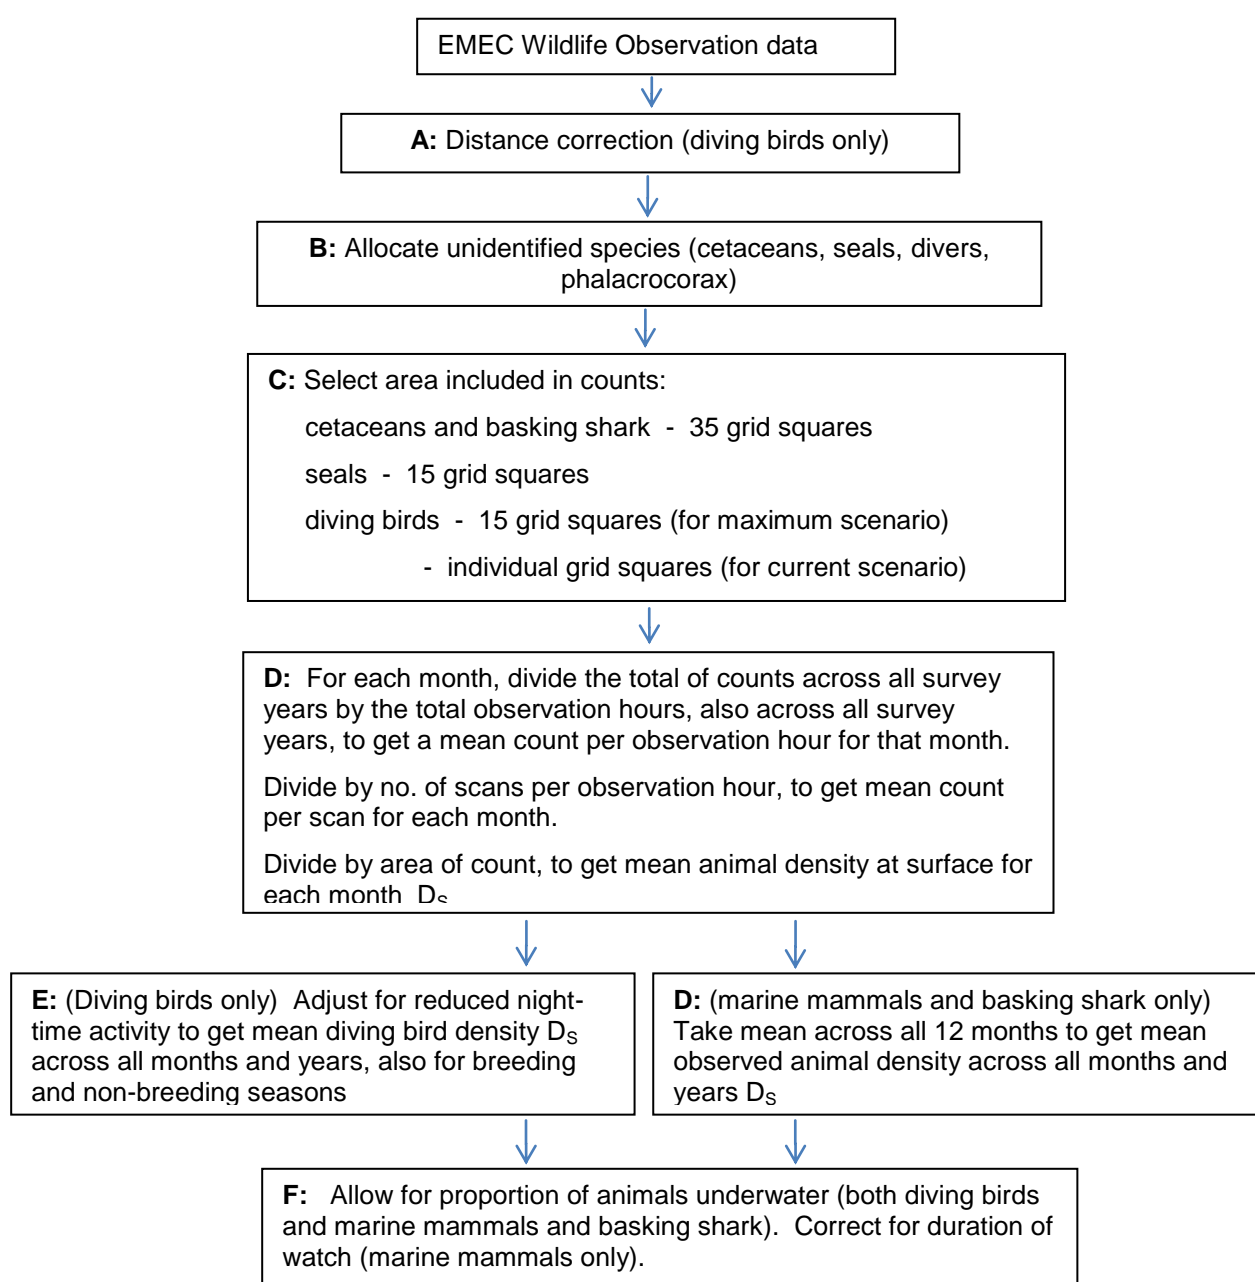 EMEC Wildlife Observation data
A: Distance correction (diving birds only)
B: Allocate unidentified species (cetaceans, seals, divers,
phalacrocorax)
C: Select area included in counts:
cetaceans and basking shark - 35 grid squares
seals - 15 grid squares
diving birds - 15 grid squares (for maximum scenario)
- individual grid squares (for current scenario)
D: For each month, divide the total of counts across all survey
years by the total observation hours, also across all survey
years, to get a mean count per observation hour for that month.
Divide by no. of scans per observation hour, to get mean count
per scan for each month.
Divide by area of count, to get mean animal density at surface for
each month D_S
E: (Diving birds only) Adjust for reduced night-
time activity to get mean diving bird density D_S
across all months and years, also for breeding
and non-breeding seasons
D: (marine mammals and basking shark only)
Take mean across all 12 months to get mean
observed animal density across all months and
years D_S
F: Allow for proportion of animals underwater (both diving birds
and marine mammals and basking shark). Correct for duration of
watch (marine mammals only).